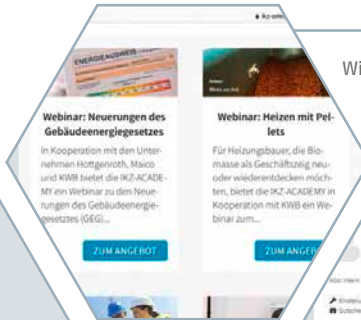 ikz-sele
ENERGIEAUSWEIS
Webinar: Neuerungen des
Gebäudeenergiegesetzes
In Kooperation mit den Unter-
nehmen Hottgenroth, Maico
und KWB bietet die IKZ-ACADE-
MY ein Webinar zu den Neue-
rungen des Gebäudeenergie-
gesetztes (GEG)...
ZUM ANGEBOT
Webinar: Heizen mit Pel-
lets
Für Heizungsbauer, die Bio-
masse als Geschäftszeig neu-
oder wiederentdecken möch-
ten, bietet die IKZ-ACADEMY in
Kooperation mit KWB ein We-
binar zum...
ZUM ANGEB
Wi